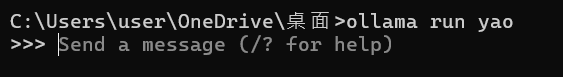 C:\Users\user\OneDrive\桌面>ollama run yao
>>> Send a message (/? for help)